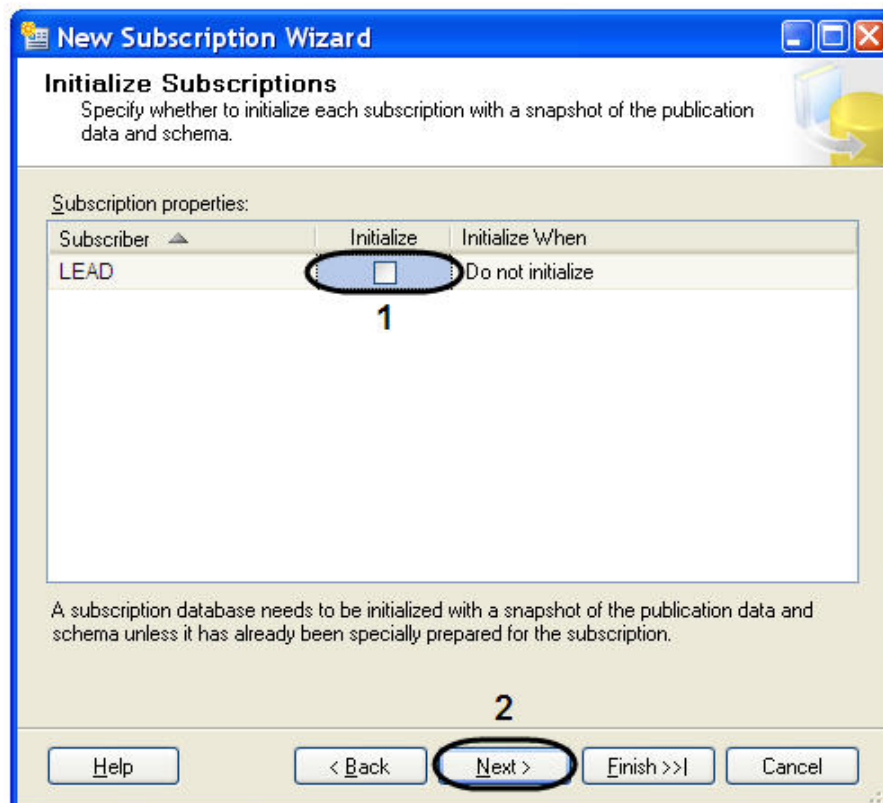 New Subscription Wizard
Initialize Subscriptions
Specify whether to initialize each subscription with a snapshot of the publication
data and schema.
Subscription properties:
Subscriber Initialize Initialize When
LEAD Do not initialize
1
A subscription database needs to be initialized with a snapshot of the publication data and
schema unless it has already been specially prepared for the subscription.
2
Help < Back Next > Finish >>| Cancel